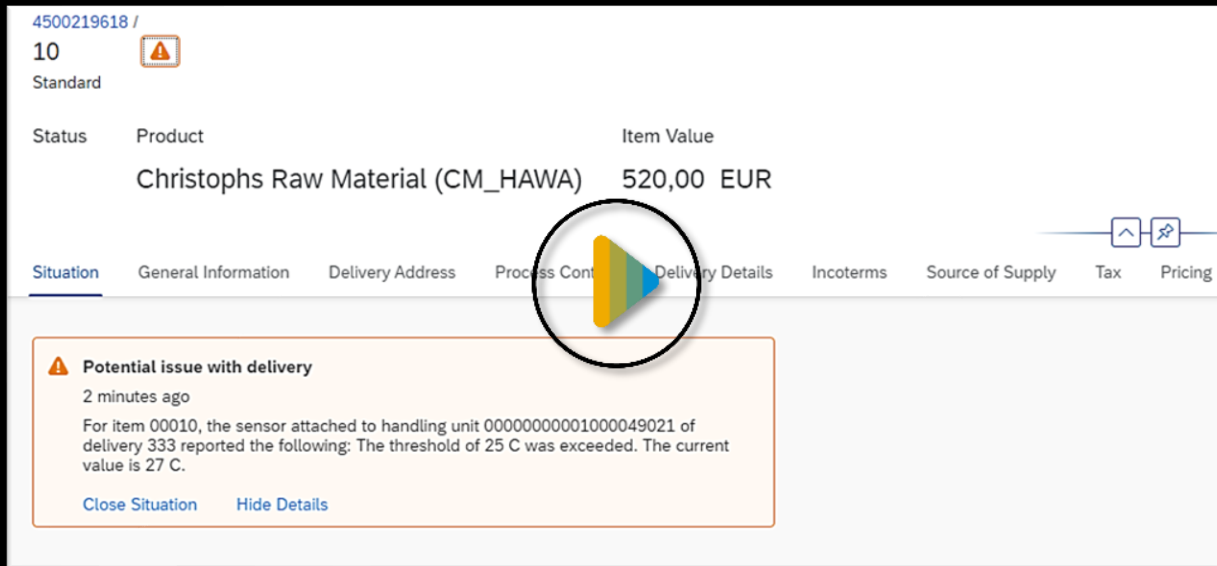 4500219618 /
10
Standard
Status Product Item Value
Christophs Raw Material (CM_HAWA) 520,00 EUR
Situation General Information Delivery Address Process Cont Delivery Details Incoterms Source of Supply Tax Pricing
Potential issue with delivery
2 minutes ago
For item 00010, the sensor attached to handling unit 00000000001000049021 of
delivery 333 reported the following: The threshold of 25 C was exceeded. The current
value is 27 C.
Close Situation Hide Details